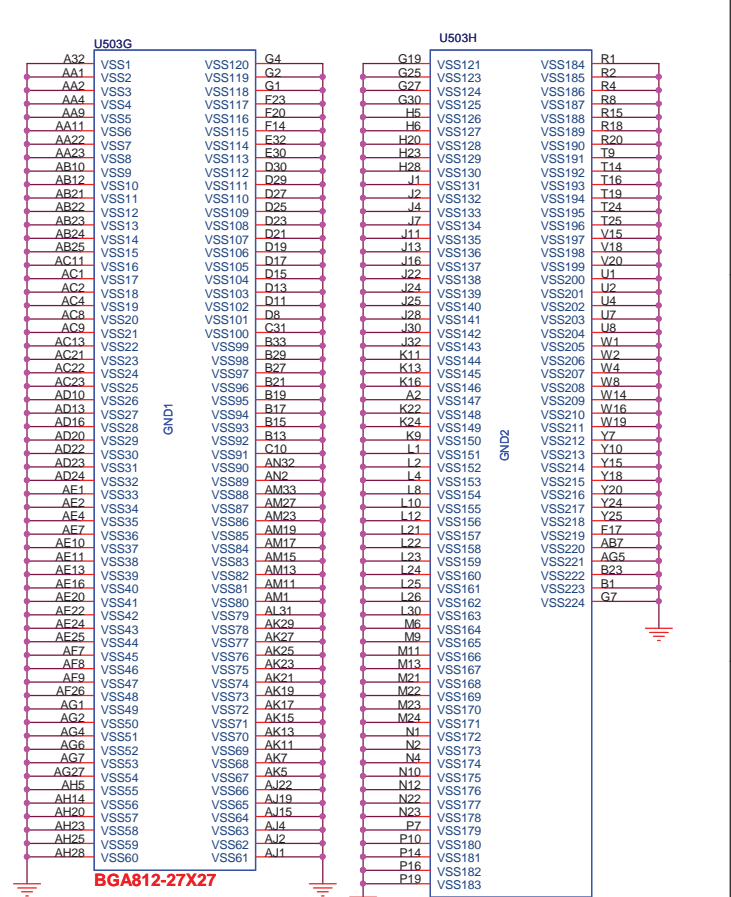 U503G
A32 VSS1 VSS120 G4
AA1 VSS2 VSS119 G2
AA2 VSS3 VSS118 G1
AA4 VSS4 VSS117 F23
AA9 VSS5 VSS116 F20
AA11 VSS6 VSS115 F14
AA22 VSS7 VSS114 E32
AA23 VSS8 VSS113 E30
AB10 VSS9 VSS112 D30
AB12 VSS10 VSS111 D29
AB21 VSS11 VSS110 D27
AB22 VSS12 VSS109 D25
AB23 VSS13 VSS108 D23
AB24 VSS14 VSS107 D21
AB25 VSS15 VSS106 D19
AC11 VSS16 VSS105 D17
AC1 VSS17 VSS104 D15
AC2 VSS18 VSS103 D13
AC4 VSS19 VSS102 D11
AC8 VSS20 VSS101 D8
AC9 VSS21 VSS100 C31
AC13 VSS22 VSS99 B33
AC21 VSS23 VSS98 B29
AC22 VSS24 VSS97 B27
AC23 VSS25 VSS96 B21
AD10 VSS26 VSS95 B19
AD13 VSS27 VSS94 B17
AD16 VSS28 VSS93 B15
AD20 VSS29 VSS92 B13
AD22 VSS30 VSS91 C10
AD23 VSS31 VSS90 AN32
AD24 VSS32 VSS89 AN2
AE1 VSS33 VSS88 AM33
AE2 VSS34 VSS87 AM27
AE4 VSS35 VSS86 AM23
AE7 VSS36 VSS85 AM19
AE10 VSS37 VSS84 AM17
AE11 VSS38 VSS83 AM15
AE13 VSS39 VSS82 AM13
AE16 VSS40 VSS81 AM11
AE20 VSS41 VSS80 AM1
AE22 VSS42 VSS79 AL31
AE24 VSS43 VSS78 AK29
AE25 VSS44 VSS77 AK27
AF7 VSS45 VSS76 AK25
AF8 VSS46 VSS75 AK23
AF9 VSS47 VSS74 AK21
AF26 VSS48 VSS73 AK19
AG1 VSS49 VSS72 AK17
AG2 VSS50 VSS71 AK15
AG4 VSS51 VSS70 AK13
AG6 VSS52 VSS69 AK11
AG7 VSS53 VSS68 AK7
AG27 VSS54 VSS67 AK5
AH5 VSS55 VSS66 AJ22
AH14 VSS56 VSS65 AJ19
AH20 VSS57 VSS64 AJ15
AH23 VSS58 VSS63 AJ4
AH25 VSS59 VSS62 AJ2
AH28 VSS60 VSS61 AJ1
GND1
BGA812-27X27
U503H
G19 VSS121 VSS184 R1
G25 VSS123 VSS185 R2
G27 VSS124 VSS186 R4
G30 VSS125 VSS187 R8
H5 VSS126 VSS188 R15
H6 VSS127 VSS189 R18
H20 VSS128 VSS190 R20
H23 VSS129 VSS191 T9
H28 VSS130 VSS192 T14
J1 VSS131 VSS193 T16
J2 VSS132 VSS194 T19
J4 VSS133 VSS195 T24
J7 VSS134 VSS196 T25
J11 VSS135 VSS197 V15
J13 VSS136 VSS198 V18
J16 VSS137 VSS199 V20
J22 VSS138 VSS200 U1
J24 VSS139 VSS201 U2
J25 VSS140 VSS202 U4
J28 VSS141 VSS203 U7
J30 VSS142 VSS204 U8
J32 VSS143 VSS205 W1
K11 VSS144 VSS206 W2
K13 VSS145 VSS207 W4
K16 VSS146 VSS208 W8
A2 VSS147 VSS209 W14
K22 VSS148 VSS210 W16
K24 VSS149 VSS211 W19
K9 VSS150 VSS212 Y7
L1 VSS151 VSS213 Y10
L2 VSS152 VSS214 Y15
L4 VSS153 VSS215 Y18
L8 VSS154 VSS216 Y20
L10 VSS155 VSS217 Y24
L12 VSS156 VSS218 Y25
L21 VSS157 VSS219 F17
L22 VSS158 VSS220 AB7
L23 VSS159 VSS221 AG5
L24 VSS160 VSS222 B23
L25 VSS161 VSS223 B1
L26 VSS162 VSS224 G7
L30 VSS163
M6 VSS164
M9 VSS165
M11 VSS166
M13 VSS167
M21 VSS168
M22 VSS169
M23 VSS170
M24 VSS171
N1 VSS172
N2 VSS173
N4 VSS174
N10 VSS175
N12 VSS176
N22 VSS177
N23 VSS178
P7 VSS179
P10 VSS180
P14 VSS181
P16 VSS182
P19 VSS183
GND2